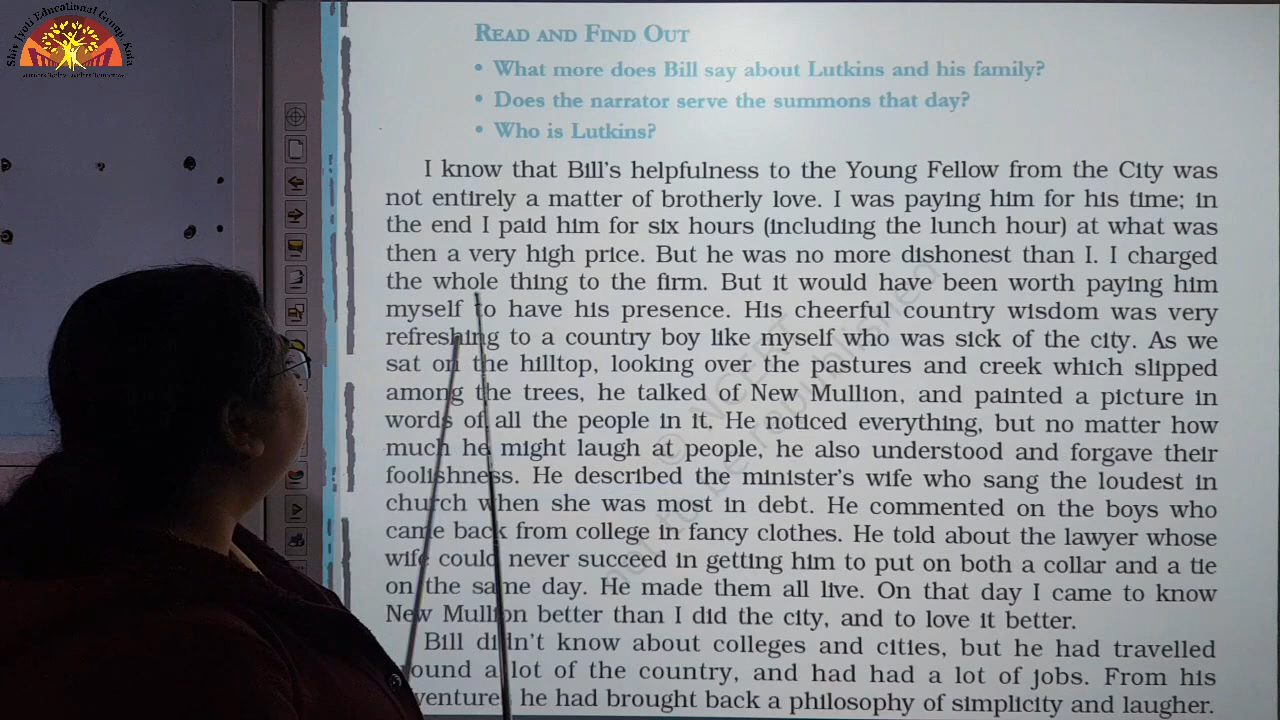 Shiv Jyoti Educational Group, Kota
READ AND FIND OUT
• What more does Bill say about Lutkins and his family?
• Does the narrator serve the summons that day?
• Who is Lutkins?
I know that Bill's helpfulness to the Young Fellow from the City was
not entirely a matter of brotherly love. I was paying him for his time; in
the end I paid him for six hours (including the lunch hour) at what was
then a very high price. But he was no more dishonest than I. I charged
the whole thing to the firm. But it would have been worth paying him
myself to have his presence. His cheerful country wisdom was very
refreshing to a country boy like myself who was sick of the city. As we
sat on the hilltop, looking over the pastures and creek which slipped
among the trees, he talked of New Mullion, and painted a picture in
words of all the people in it. He noticed everything, but no matter how
much he might laugh at people, he also understood and forgave their
foolishness. He described the minister's wife who sang the loudest in
church when she was most in debt. He commented on the boys who
came back from college in fancy clothes. He told about the lawyer whose
wife could never succeed in getting him to put on both a collar and a tie
on the same day. He made them all live. On that day I came to know
New Mullion better than I did the city, and to love it better.
Bill didn't know about colleges and cities, but he had travelled
ound a lot of the country, and had had a lot of jobs. From his
venture he had brought back a philosophy of simplicity and laugher.
© NCERT
not to be republished